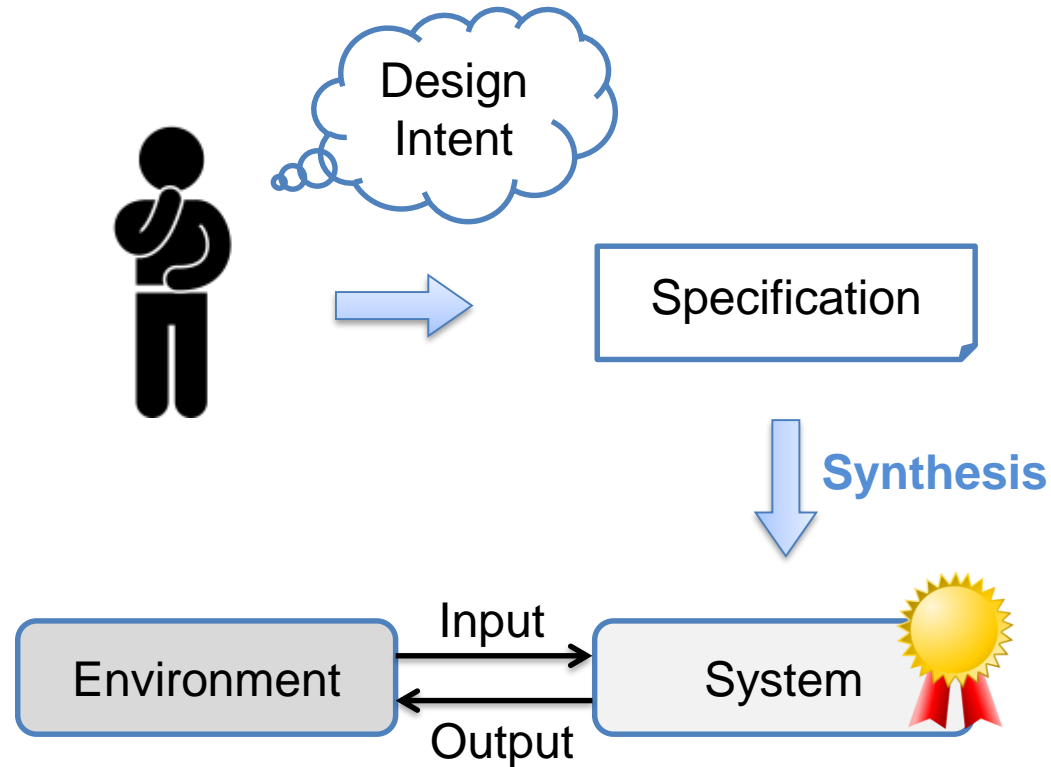 Design
Intent
Specification
Synthesis
Input
Environment
System
Output